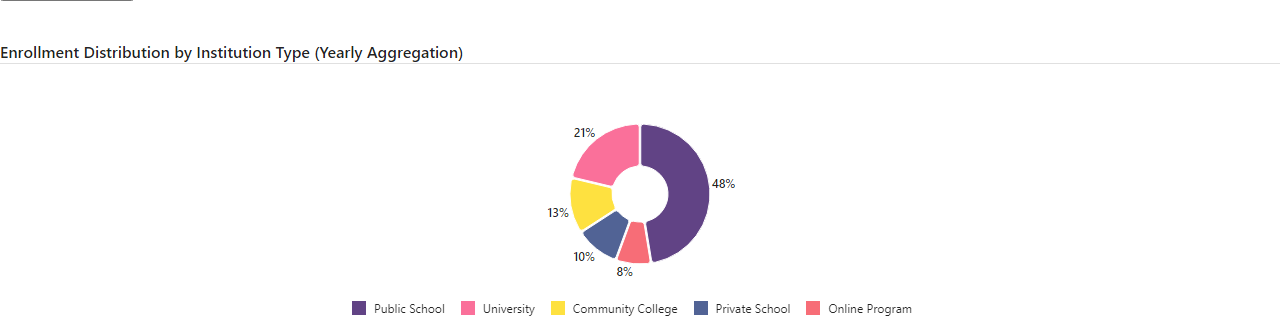 Enrollment Distribution by Institution Type (Yearly Aggregation)
21%
48%
13%
10%
8%
Public School University Community College Private School Online Program